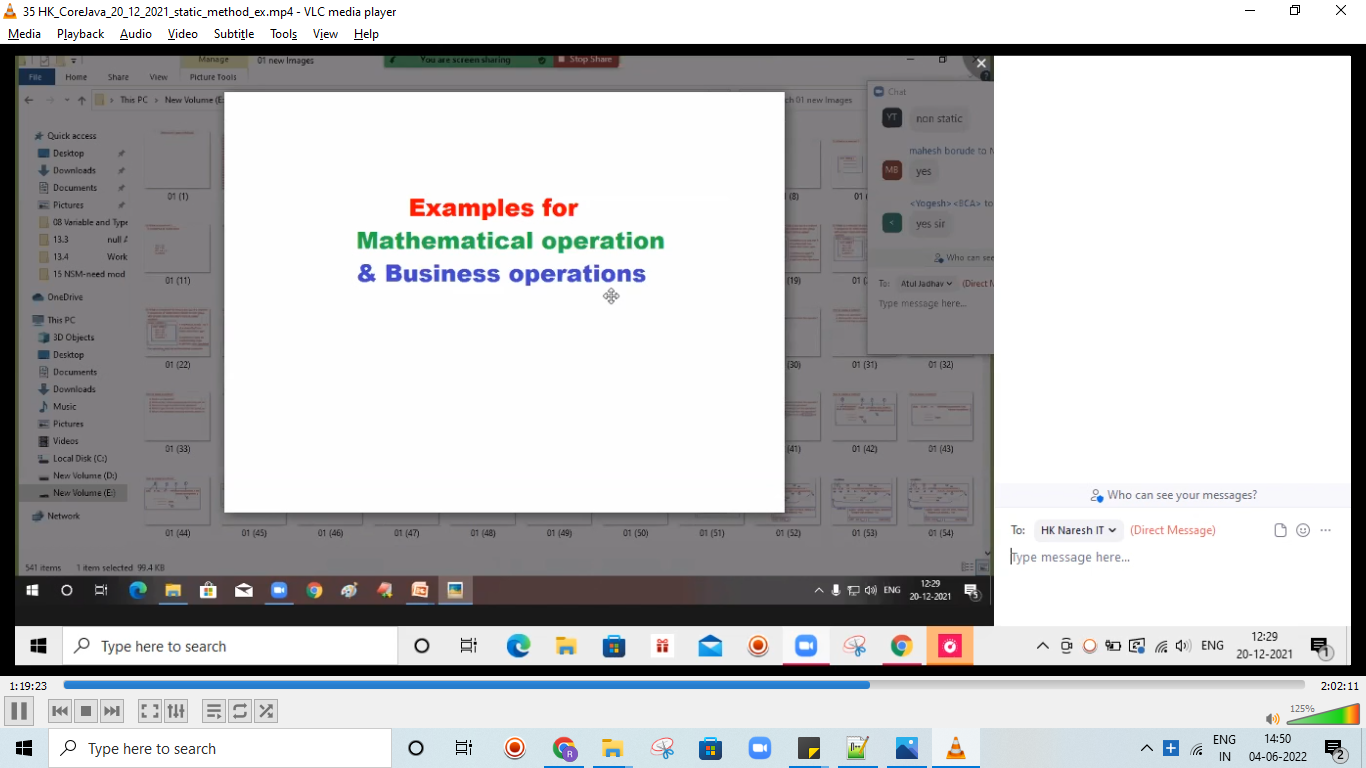 35 HK_CoreJava_20_12_2021_static_method_ex.mp4 - VLC media player
Media Playback Audio Video Subtitle Tools View Help
Manage 01 new Images You are screen sharing Stop Share
File Home Share View Picture Tools
This PC New Volume (E: ch 01 new Images
Quick access
Desktop
Downloads
Documents
Pictures
08 Variable and Type
13.3 null
13.4 Work
15 NSM-need mod
OneDrive
This PC
3D Objects
Desktop
Documents
Downloads
Music
Pictures
Videos
Local Disk (C:)
New Volume (D:)
New Volume (E:)
Network
01 (1)
(8)
01 (11)
(19)
01 (22)
(30) 01 (31) 01 (32)
01 (33)
(41) 01 (42) 01 (43)
01 (44) 01 (45) 01 (46) 01 (47) 01 (48) 01 (49) 01 (50) 01 (51) 01 (52) 01 (53) 01 (54)
541 items 1 item selected 99.4 KB
Examples for
Mathematical operation
& Business operations
Chat
YT non static
mahesh bonade to
MB yes
<Yogesh> <BCA> to
< yes sir
Who can see
To: Atul Jadhav (Direct M
Type message here...
ENG 12:29
20-12-2021
5
Who can see your messages?
To: HK Naresh IT (Direct Message)
Type message here...
Type here to search
ENG 12:29
20-12-2021
1
1:19:23 2:02:11
125%
Type here to search
R
ENG 14:50
IN 04-06-2022
2